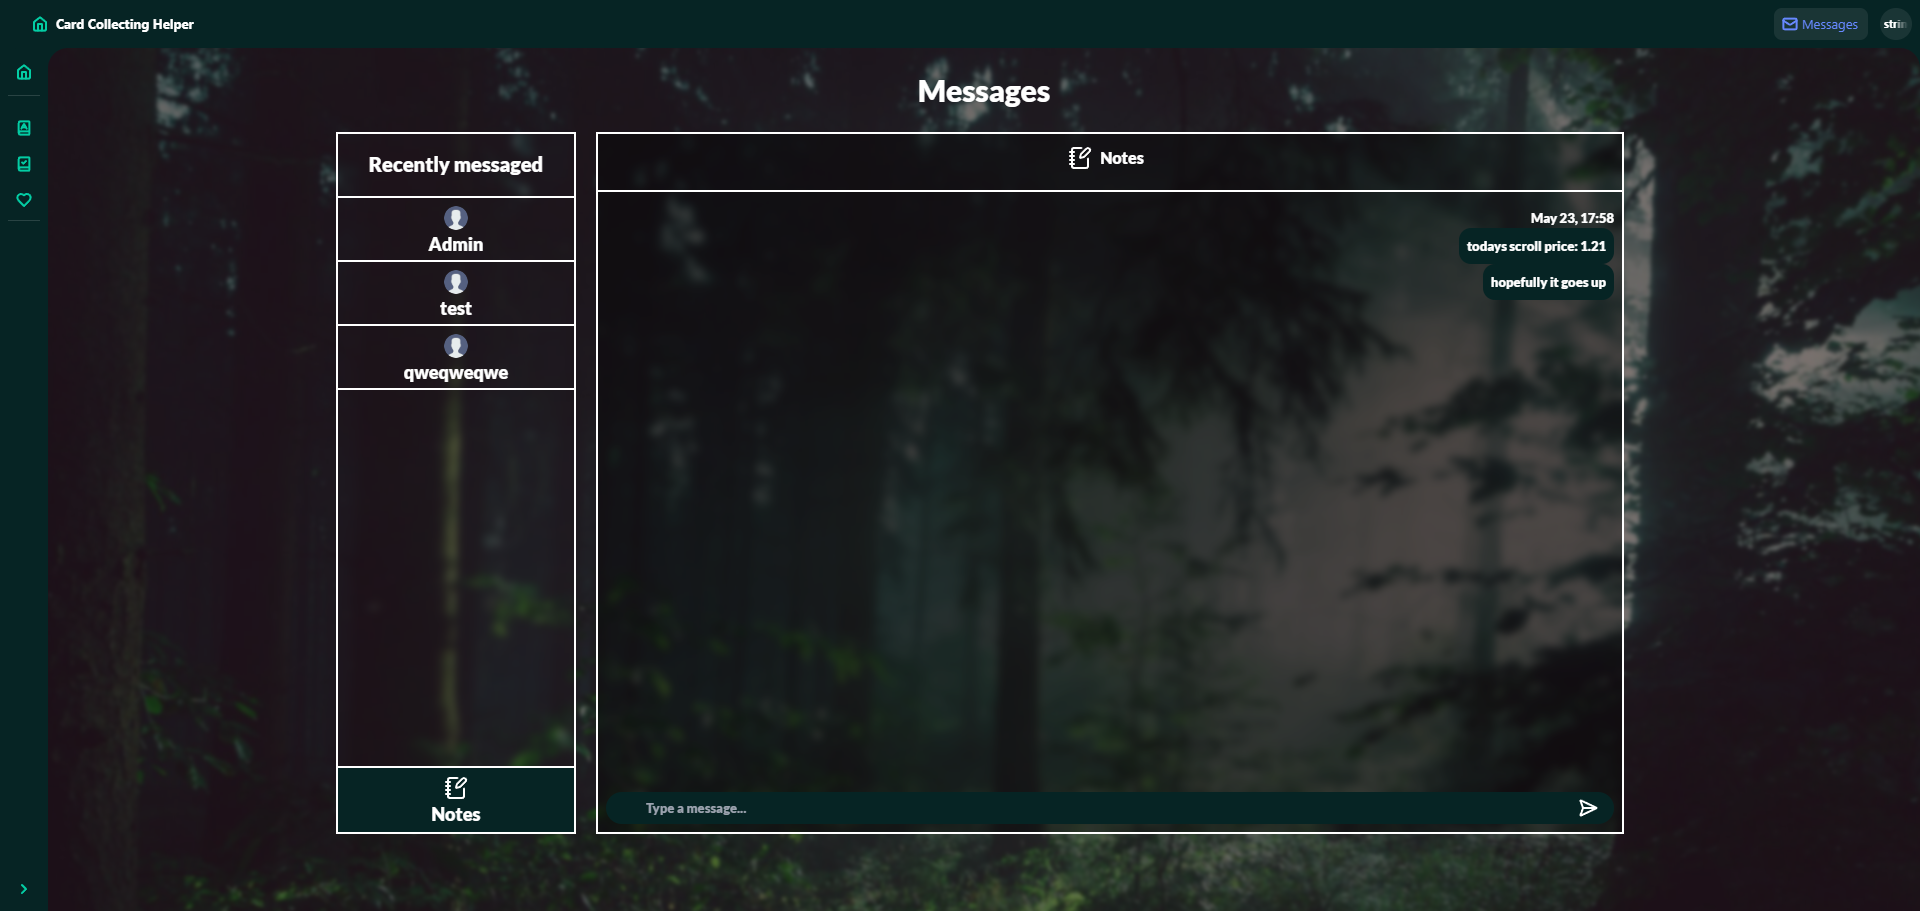 Card Collecting Helper
Messages
strin
Messages
Recently messaged
Admin
test
qweqweqwe
Notes
Notes
May 23, 17:58
todays scroll price: 1.21
hopefully it goes up
Type a message...